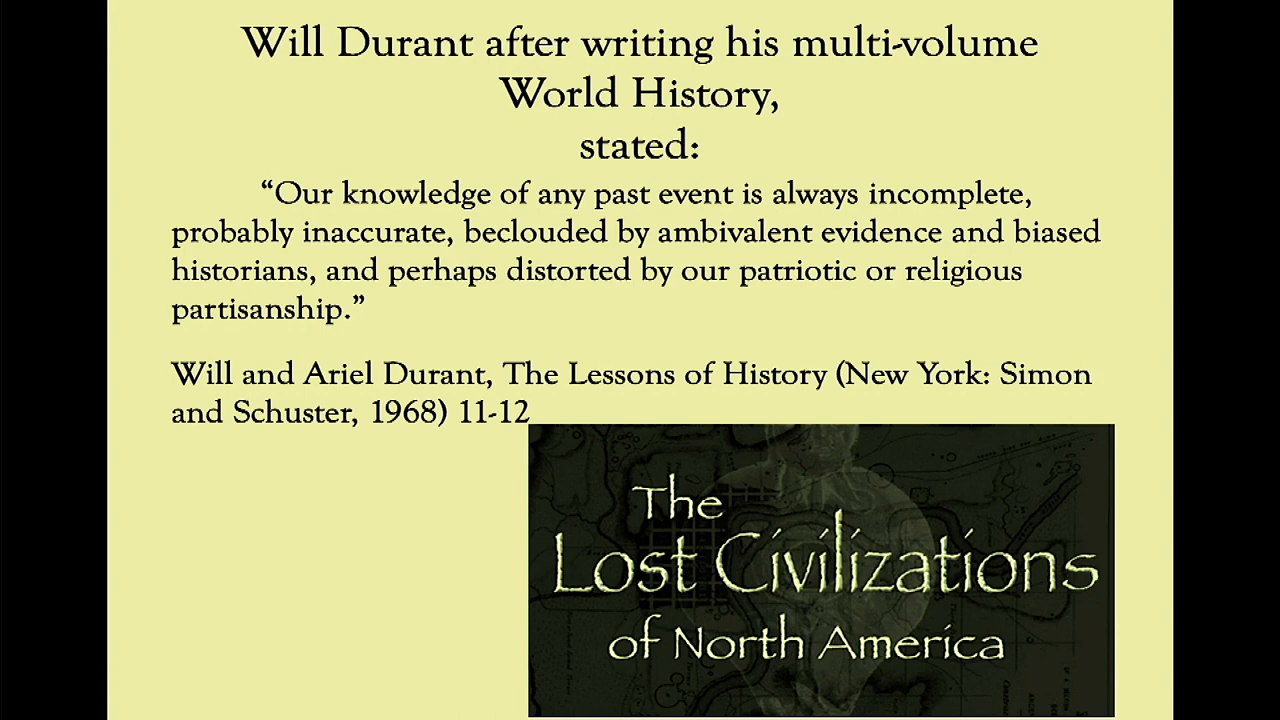 Will Durant after writing his multi-volume
World History,
stated:
“Our knowledge of any past event is always incomplete,
probably inaccurate, beclouded by ambivalent evidence and biased
historians, and perhaps distorted by our patriotic or religious
partisanship.”
Will and Ariel Durant, The Lessons of History (New York: Simon
and Schuster, 1968) 11-12
The
Lost Civilizations
of North America